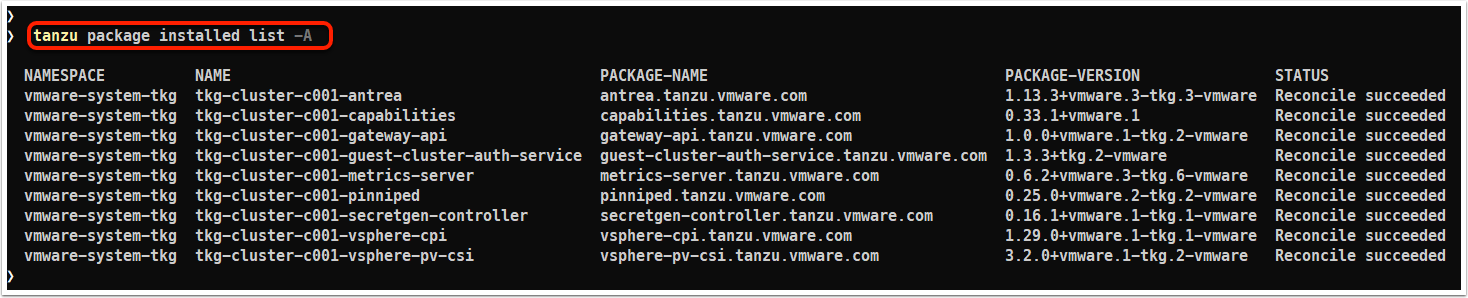 ❯
❯ tanzu package installed list -A
NAMESPACE NAME PACKAGE-NAME PACKAGE-VERSION STATUS
vmware-system-tkg tkg-cluster-c001-antrea antrea.tanzu.vmware.com 1.13.3+vmware.3-tkg.3-vmware Reconcile succeeded
vmware-system-tkg tkg-cluster-c001-capabilities capabilities.tanzu.vmware.com 0.33.1+vmware.1 Reconcile succeeded
vmware-system-tkg tkg-cluster-c001-gateway-api gateway-api.tanzu.vmware.com 1.0.0+vmware.1-tkg.2-vmware Reconcile succeeded
vmware-system-tkg tkg-cluster-c001-guest-cluster-auth-service guest-cluster-auth-service.tanzu.vmware.com 1.3.3+tkg.2-vmware Reconcile succeeded
vmware-system-tkg tkg-cluster-c001-metrics-server metrics-server.tanzu.vmware.com 0.6.2+vmware.3-tkg.6-vmware Reconcile succeeded
vmware-system-tkg tkg-cluster-c001-pinniped pinniped.tanzu.vmware.com 0.25.0+vmware.2-tkg.2-vmware Reconcile succeeded
vmware-system-tkg tkg-cluster-c001-secretgen-controller secretgen-controller.tanzu.vmware.com 0.16.1+vmware.1-tkg.1-vmware Reconcile succeeded
vmware-system-tkg tkg-cluster-c001-vsphere-cpi vsphere-cpi.tanzu.vmware.com 1.29.0+vmware.1-tkg.1-vmware Reconcile succeeded
vmware-system-tkg tkg-cluster-c001-vsphere-pv-csi vsphere-pv-csi.tanzu.vmware.com 3.2.0+vmware.1-tkg.2-vmware Reconcile succeeded
❯